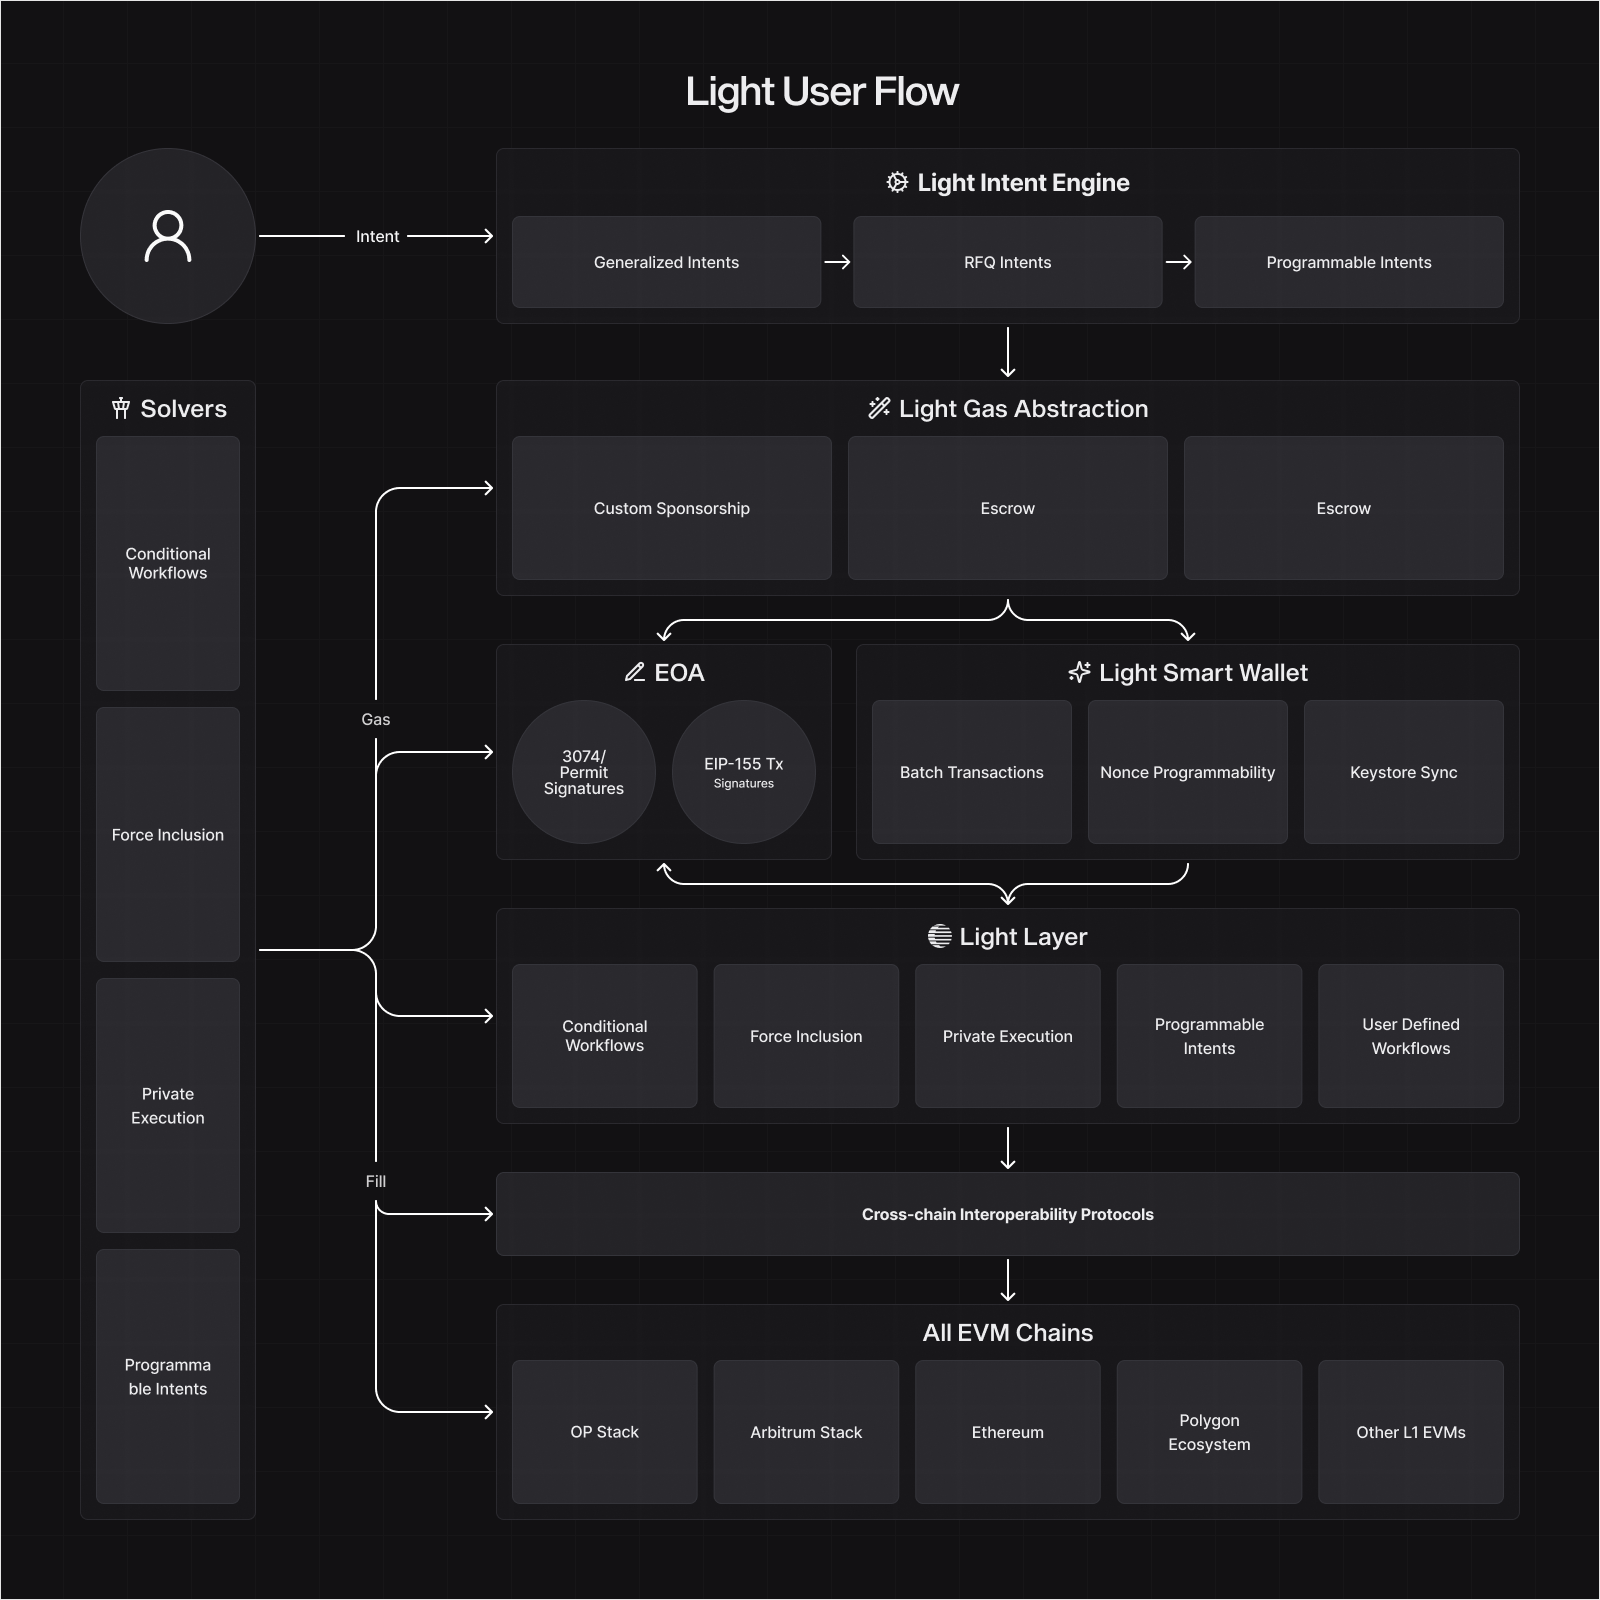 Light User Flow
Intent
Light Intent Engine
Generalized Intents
RFQ Intents
Programmable Intents
Solvers
Conditional
Workflows
Force Inclusion
Private
Execution
Programma
ble Intents
Gas
Fill
Light Gas Abstraction
Custom Sponsorship
Escrow
Escrow
EOA
3074/
Permit
Signatures
EIP-155 Tx
Signatures
Light Smart Wallet
Batch Transactions
Nonce Programmability
Keystore Sync
Light Layer
Conditional
Workflows
Force Inclusion
Private Execution
Programmable
Intents
User Defined
Workflows
Cross-chain Interoperability Protocols
All EVM Chains
OP Stack
Arbitrum Stack
Ethereum
Polygon
Ecosystem
Other L1 EVMs